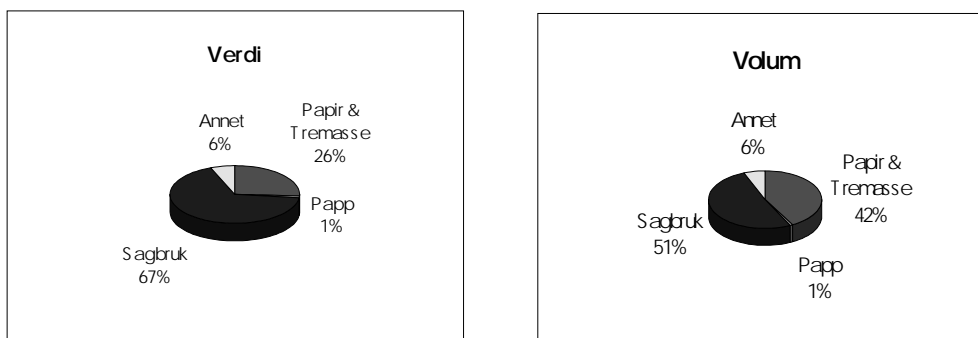 Verdi
Annet
6%
Papir &
Tremasse
26%
Papp
1%
Sagbruk
67%
Volum
Annet
6%
Papir &
Tremasse
42%
Sagbruk
51%
Papp
1%